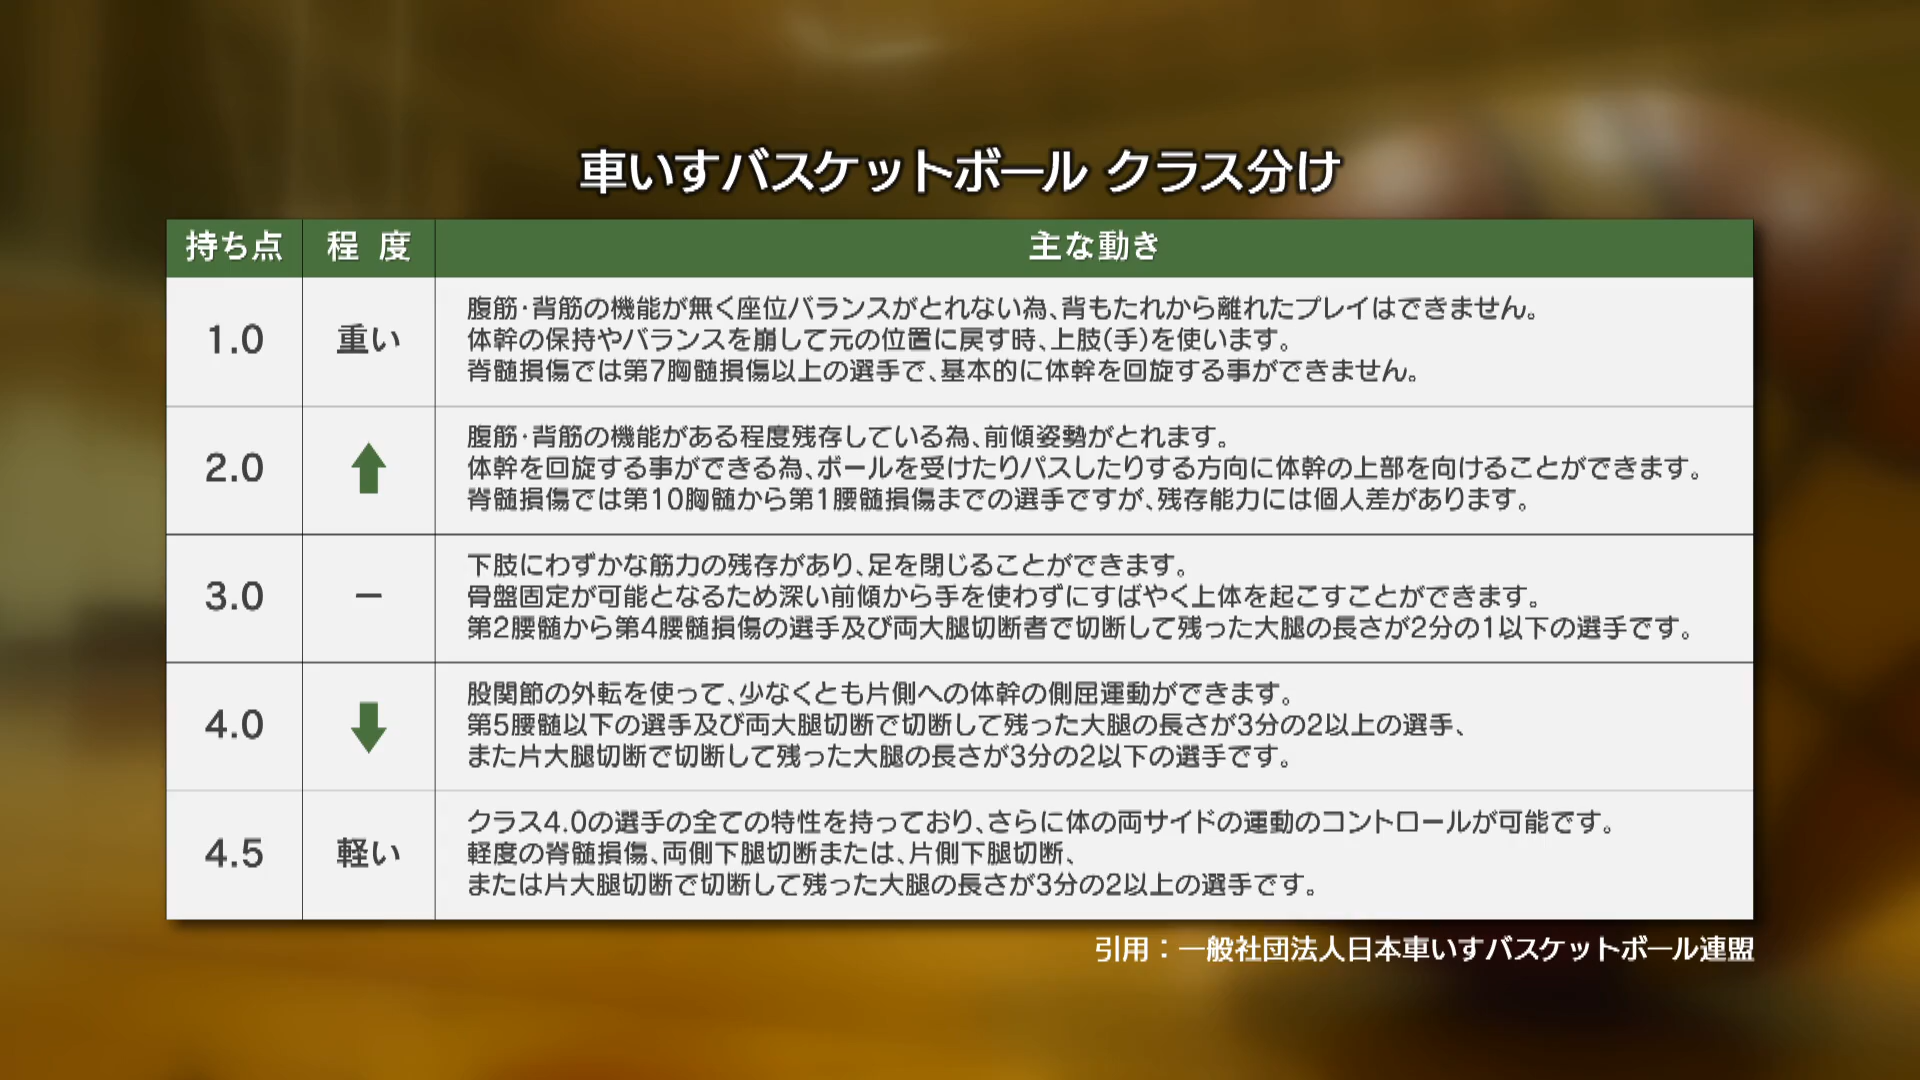 車いすバスケットボール クラス分け
持ち点 程 度 主な動き
1.0 重い
腹筋・背筋の機能が無く座位バランスがとれない為、背もたれから離れたプレイはできません。
体幹の保持やバランスを崩して元の位置に戻す時、上肢(手)を使います。
脊髄損傷では第7胸髄損傷以上の選手で、基本的に体幹を回旋する事ができません。
2.0
腹筋・背筋の機能がある程度残存している為、前傾姿勢がとれます。
体幹を回旋する事ができる為、ボールを受けたりパスしたりする方向に体幹の上部を向けることができます。
脊髄損傷では第10胸髄から第1腰髄損傷までの選手ですが、残存能力には個人差があります。
3.0 ー
下肢にわずかな筋力の残存があり、足を閉じることができます。
骨盤固定が可能となるため深い前傾から手を使わずにすばやく上体を起こすことができます。
第2腰髄から第4腰髄損傷の選手及び両大腿切断者で切断して残った大腿の長さが2分の1以下の選手です。
4.0
股関節の外転を使って、少なくとも片側への体幹の側屈運動ができます。
第5腰髄以下の選手及び両大腿切断で切断して残った大腿の長さが3分の2以上の選手、
また片大腿切断で切断して残った大腿の長さが3分の2以下の選手です。
4.5 軽い
クラス4.0の選手の全ての特性を持っており、さらに体の両サイドの運動のコントロールが可能です。
軽度の脊髄損傷、両側下腿切断または、片側下腿切断、
または片大腿切断で切断して残った大腿の長さが3分の2以上の選手です。
引用：一般社団法人日本車いすバスケットボール連盟